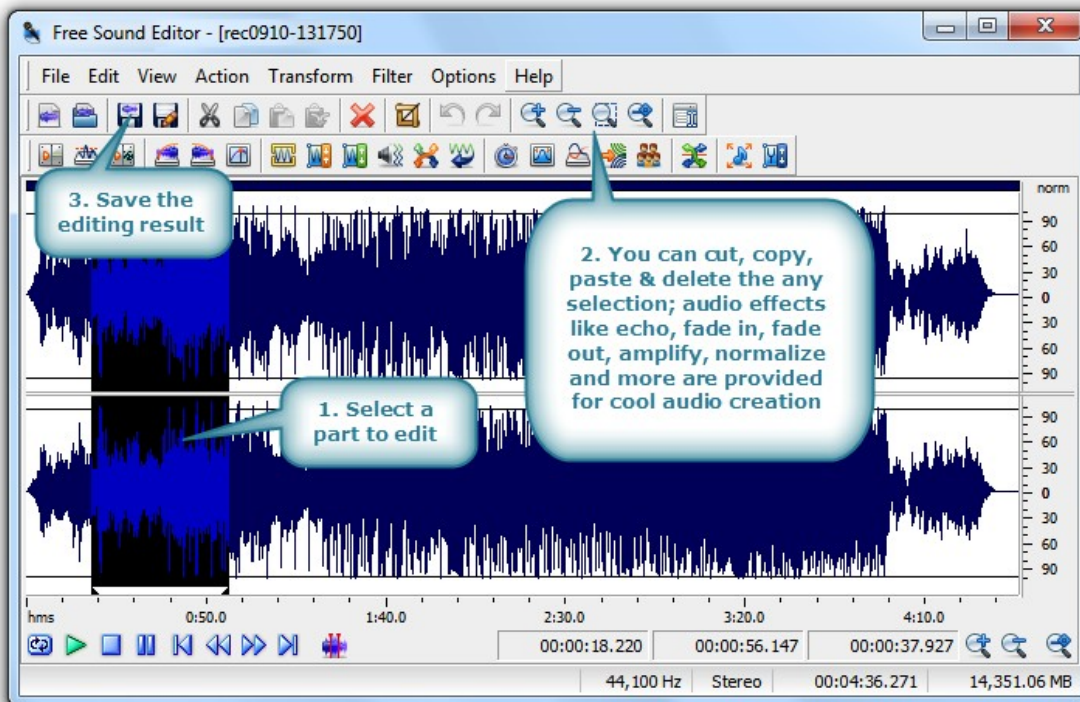 Free Sound Editor - [rec0910-131750]
File Edit View Action Transform Filter Options Help
3. Save the
editing result
2. You can cut, copy,
paste & delete the any
selection; audio effects
like echo, fade in, fade
out, amplify, normalize
and more are provided
for cool audio creation
1. Select a
part to edit
norm
90
60
30
0
30
60
90
90
60
30
0
30
60
90
hms 0:50.0 1:40.0 2:30.0 3:20.0 4:10.0
00:00:18.220 00:00:56.147 00:00:37.927
44,100 Hz Stereo 00:04:36.271 14,351.06 MB